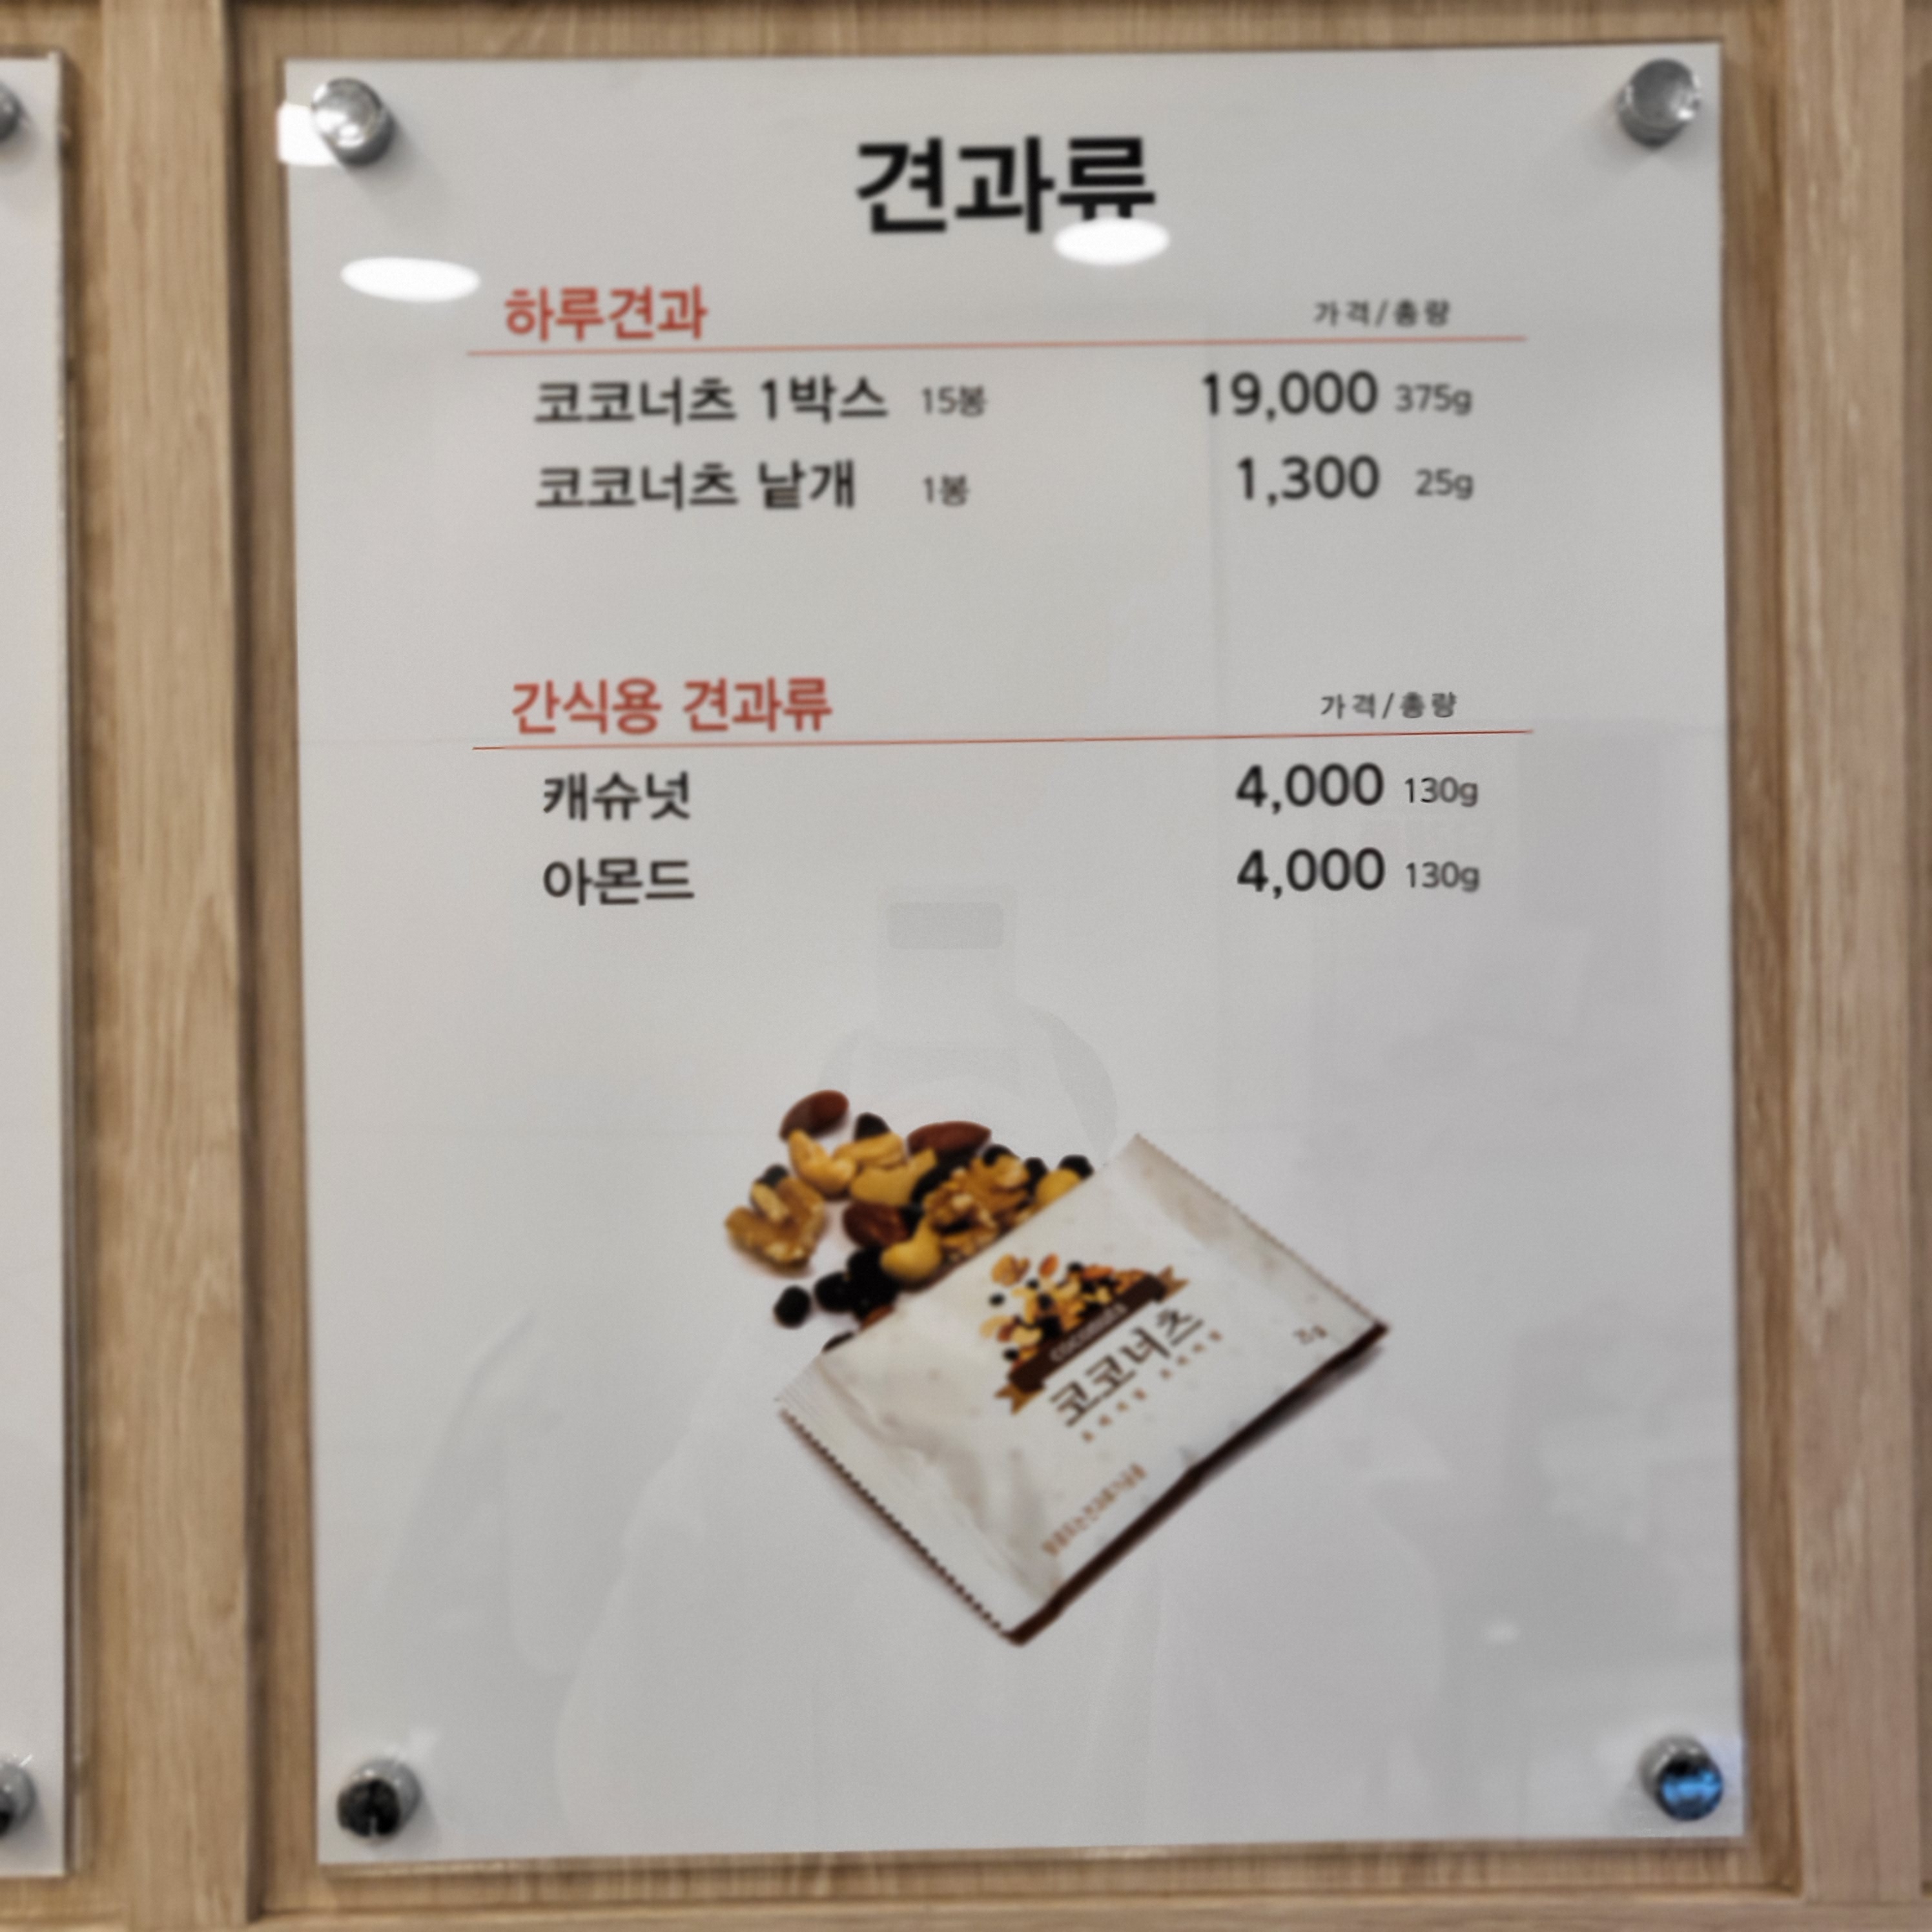 견과류
하루견과 가격/총량
코코너츠 1박스 15봉 19,000 375g
코코너츠 낱개 1봉 1,300 25g
간식용 견과류 가격/총량
캐슈넛 4,000 130g
아몬드 4,000 130g
코코너츠